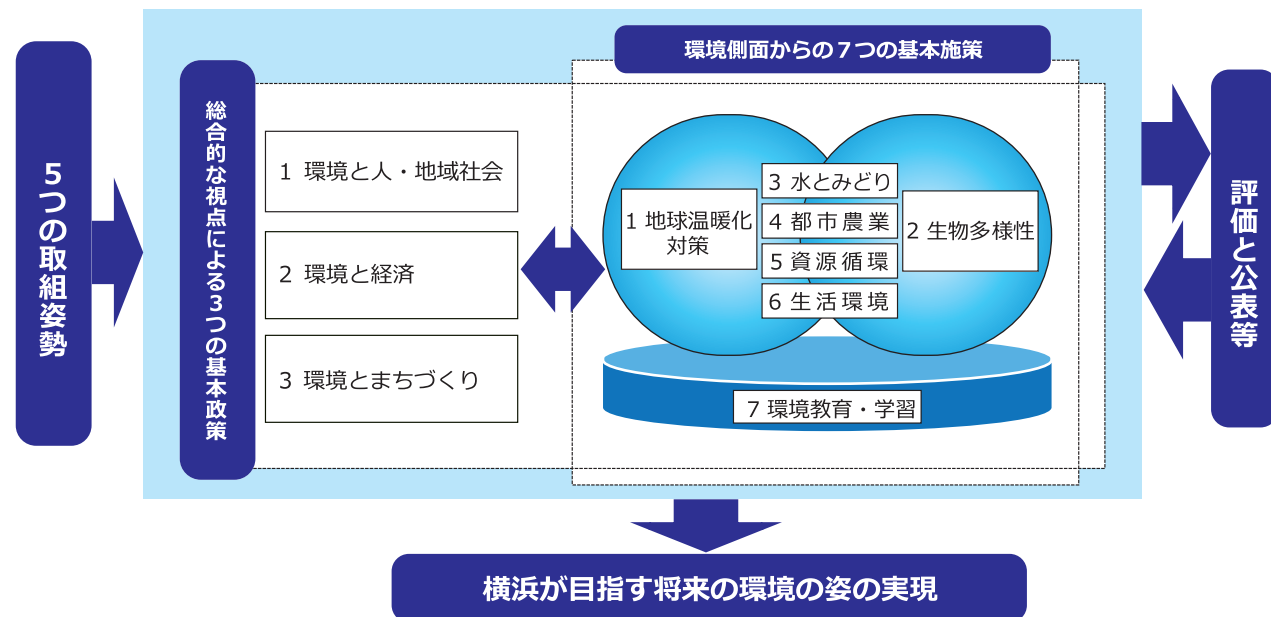 ５つの取組姿勢
総合的な視点による３つの基本政策
1 環境と人・地域社会
2 環境と経済
3 環境とまちづくり
環境側面からの７つの基本施策
1 地球温暖化
対策
3 水とみどり
4 都市農業
5 資源循環
6 生活環境
2 生物多様性
7 環境教育・学習
評価と公表等
横浜が目指す将来の環境の姿の実現